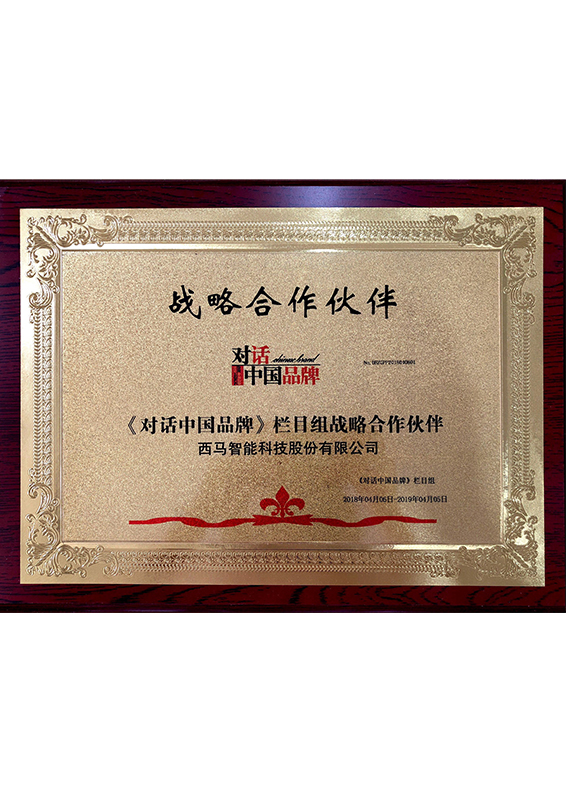 战略合作伙伴
对话
chinese brand
中国品牌
《对话中国品牌》栏目组战略合作伙伴
西马智能科技股份有限公司
《对话中国品牌》栏目组
2018年04月06日-2019年04月05日